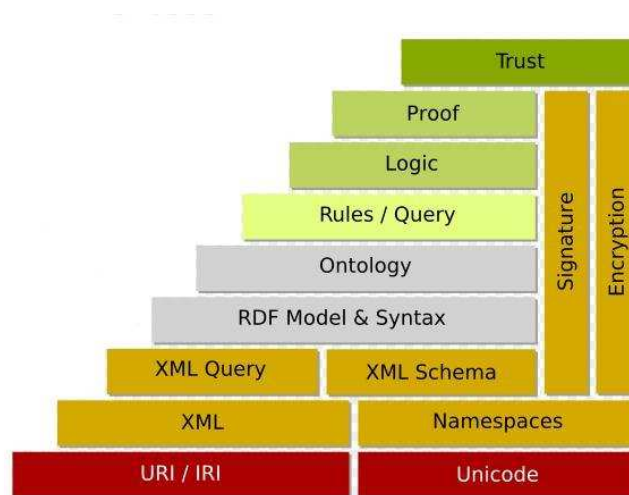 Trust
Proof
Logic
Rules / Query
Ontology
RDF Model & Syntax
Signature
Encryption
XML Query
XML Schema
XML
Namespaces
URI / IRI
Unicode